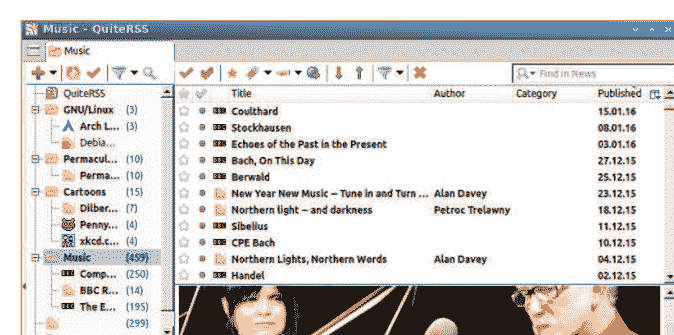 Music - QuiteRSS
Music
Find in News
QuiteRSS
GNU/Linux (3)
Arch L... (3)
Debia...
Permacul... (10)
Perma... (10)
Cartoons (15)
Dilber... (7)
Penny... (4)
xkcd.c... (4)
Music (459)
Comp... (250)
BBC R... (14)
The E... (195)
(299)
Title Author Category Published
Coulthard 15.01.16
Stockhausen 08.01.16
Echoes of the Past in the Present 03.01.16
Bach, On This Day 27.12.15
Berwald 25.12.15
New Year New Music – Tune in and Turn ... Alan Davey 23.12.15
Northern light – and darkness Petroc Trelawny 18.12.15
Sibelius 11.12.15
CPE Bach 10.12.15
Northern Lights, Northern Words Alan Davey 04.12.15
Handel 02.12.15